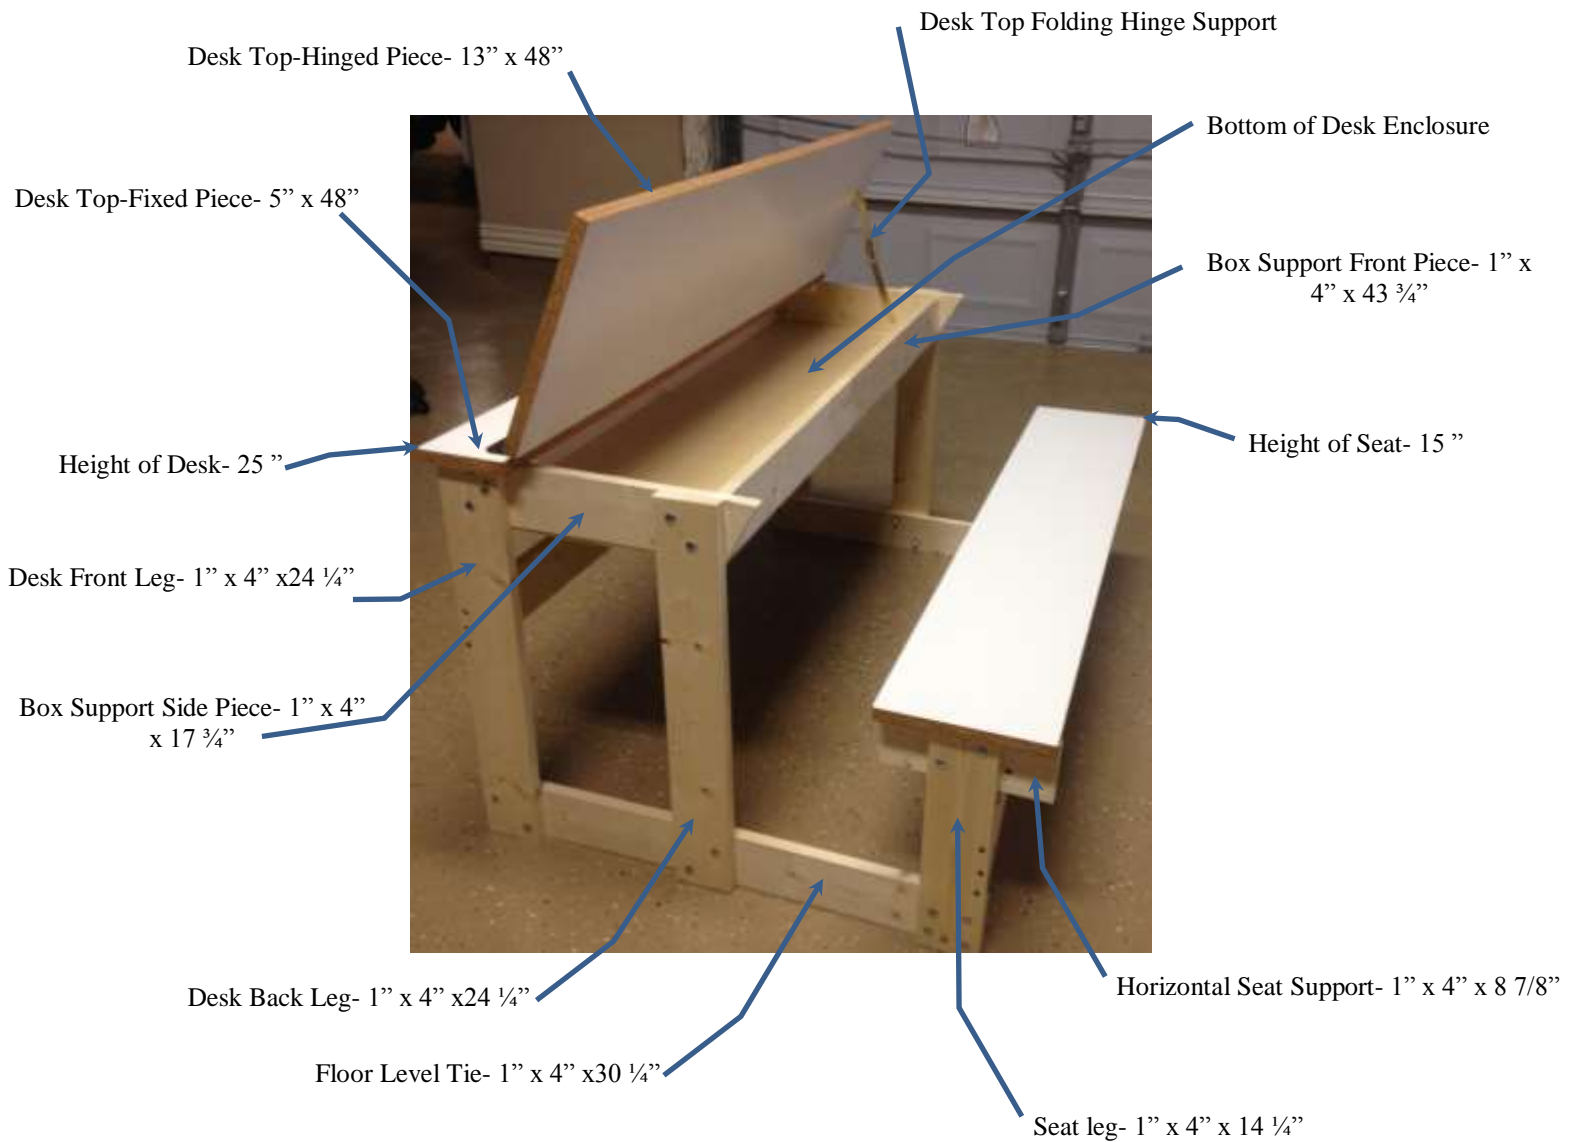 Desk Top Folding Hinge Support
Desk Top-Hinged Piece- 13” x 48”
Bottom of Desk Enclosure
Desk Top-Fixed Piece- 5” x 48”
Box Support Front Piece- 1” x
4” x 43 ¾”
Height of Desk- 25 ”
Height of Seat- 15 ”
Desk Front Leg- 1” x 4” x24 ¼”
Box Support Side Piece- 1” x 4”
x 17 ¾”
Desk Back Leg- 1” x 4” x24 ¼”
Horizontal Seat Support- 1” x 4” x 8 7/8”
Floor Level Tie- 1” x 4” x30 ¼”
Seat leg- 1” x 4” x 14 ¼”